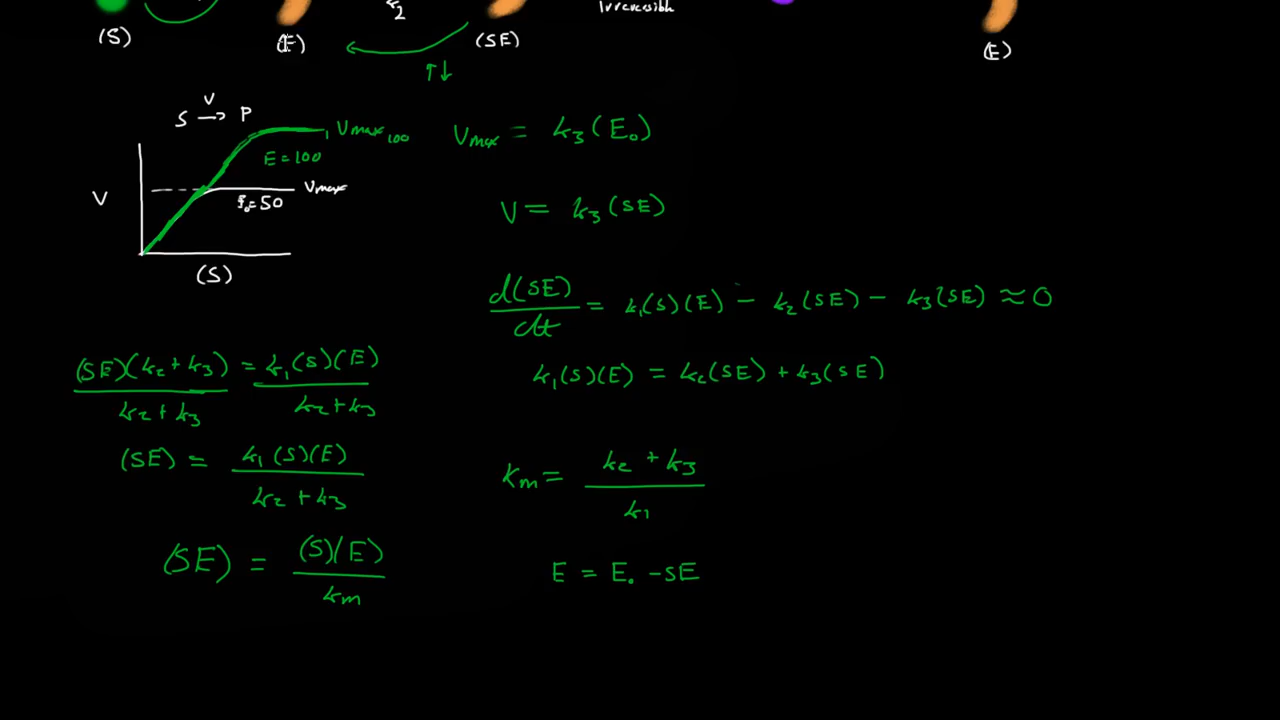 k₂
Irreversible
(S)
(E)
(SE)
(E)
↑↓
S →ᵛ P
Vmax₁₀₀
E = 100
Vmax
E₀ = 50
V
(S)
Vmax = k₃(E₀)
V = k₃(SE)
d(SE)/dt = k₁(S)(E) - k₂(SE) - k₃(SE) ≈ 0
k₁(S)(E) = k₂(SE) + k₃(SE)
(SE)(k₂ + k₃)/(k₂ + k₃) = k₁(S)(E)/(k₂ + k₃)
(SE) = k₁(S)(E)/(k₂ + k₃)
Km = (k₂ + k₃)/k₁
(SE) = (S)(E)/km
E = E₀ - SE